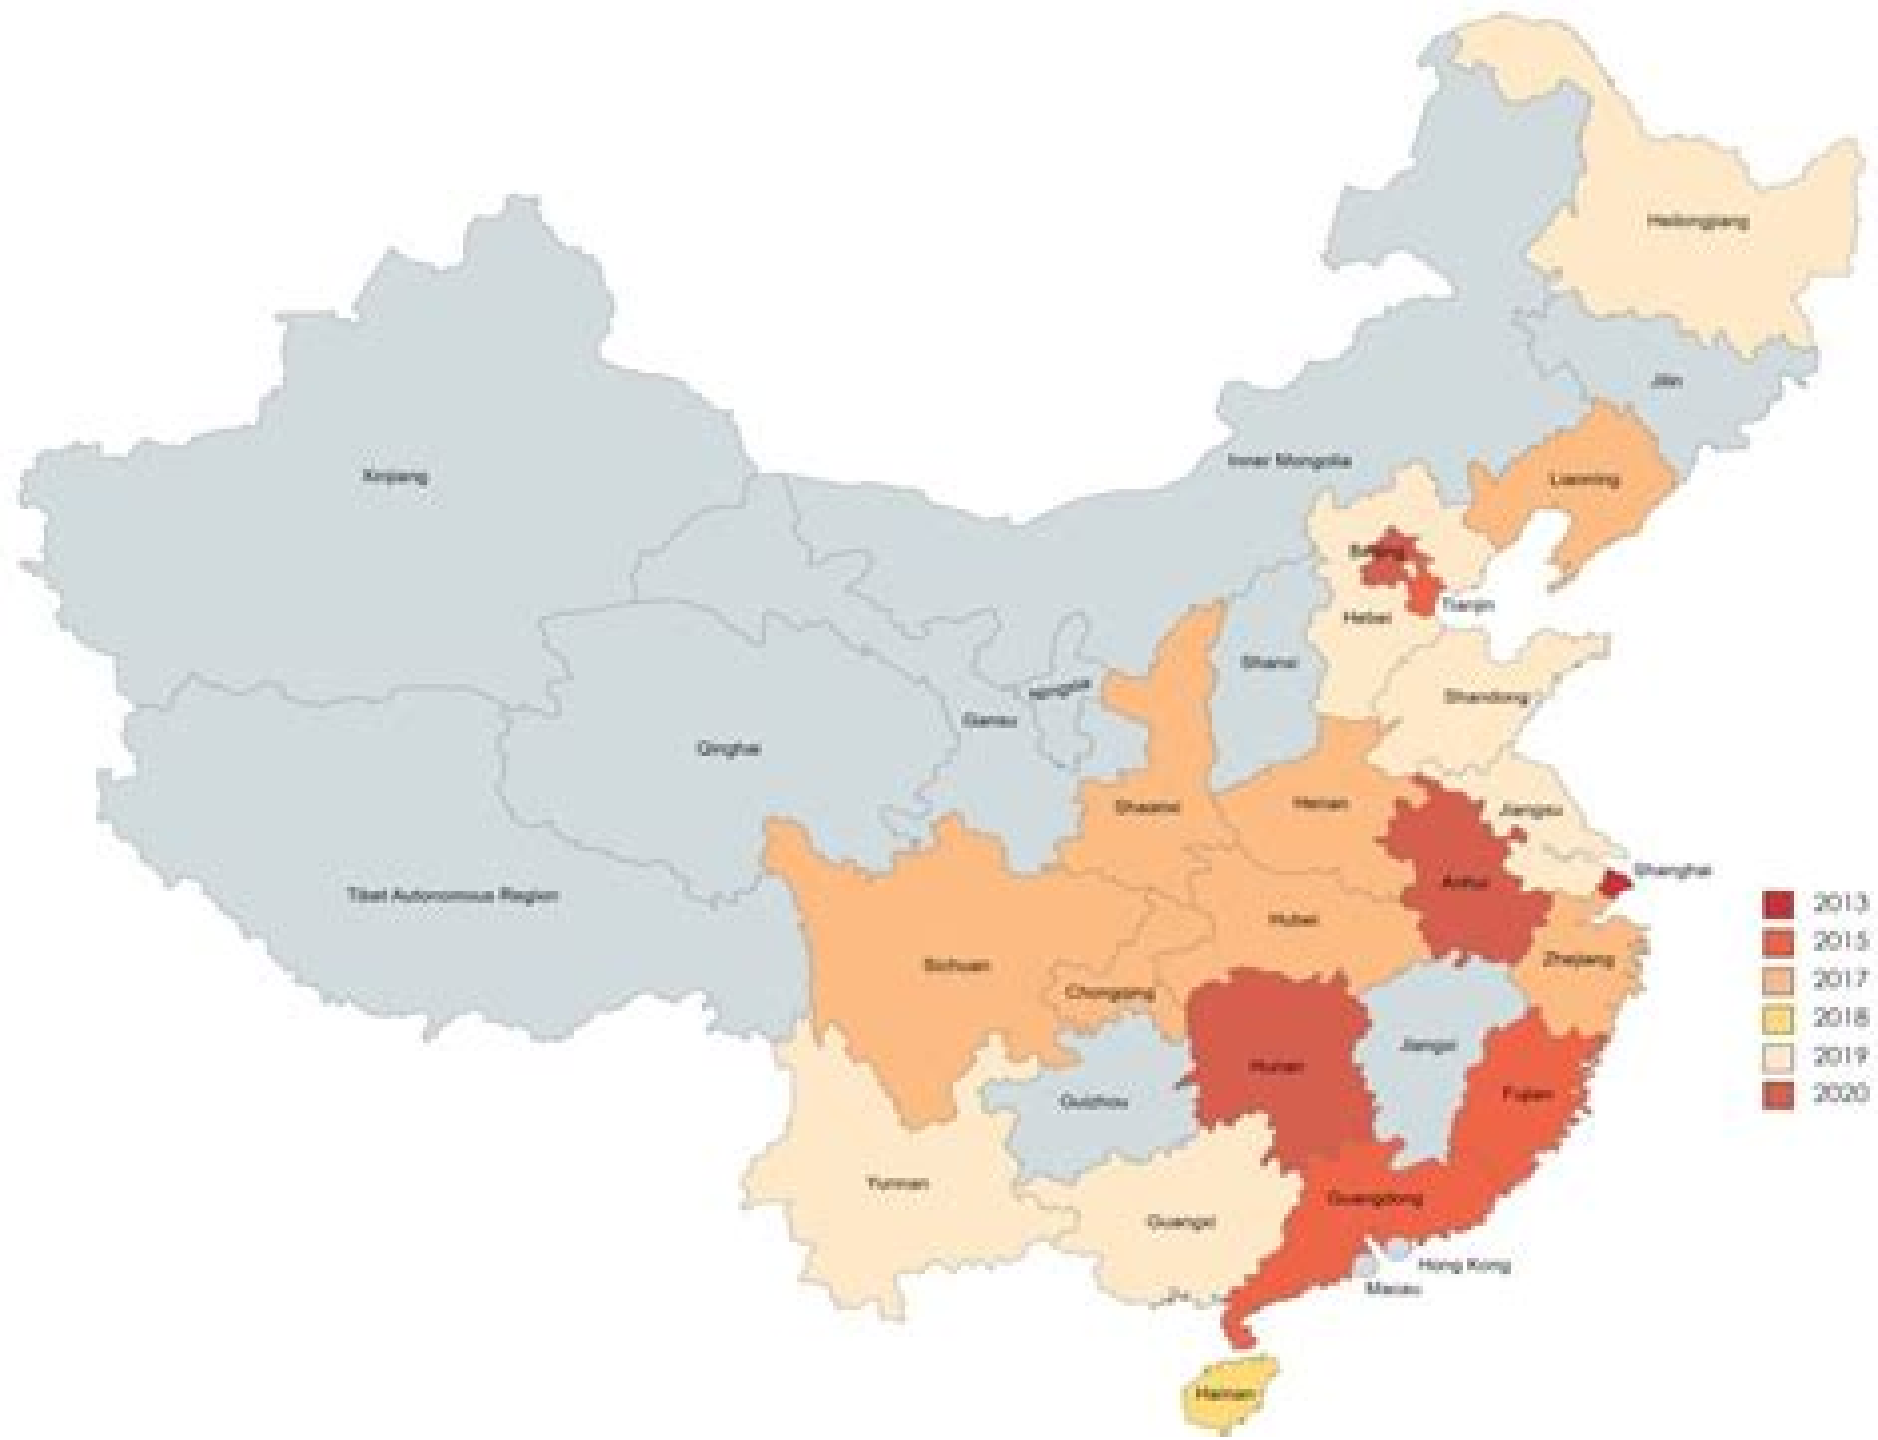 Heilongjiang
Jilin
Inner Mongolia
Liaoning
Xinjiang
Beijing
Tianjin
Hebei
Shanxi
Ningxia
Shandong
Gansu
Qinghai
Shaanxi
Henan
Jiangsu
Shanghai
Anhui
Tibet Autonomous Region
Hubei
Sichuan
Zhejiang
Chongqing
Jiangxi
Hunan
Fujian
Guizhou
Yunnan
Guangdong
Guangxi
Hong Kong
Macau
Hainan
2013
2015
2017
2018
2019
2020